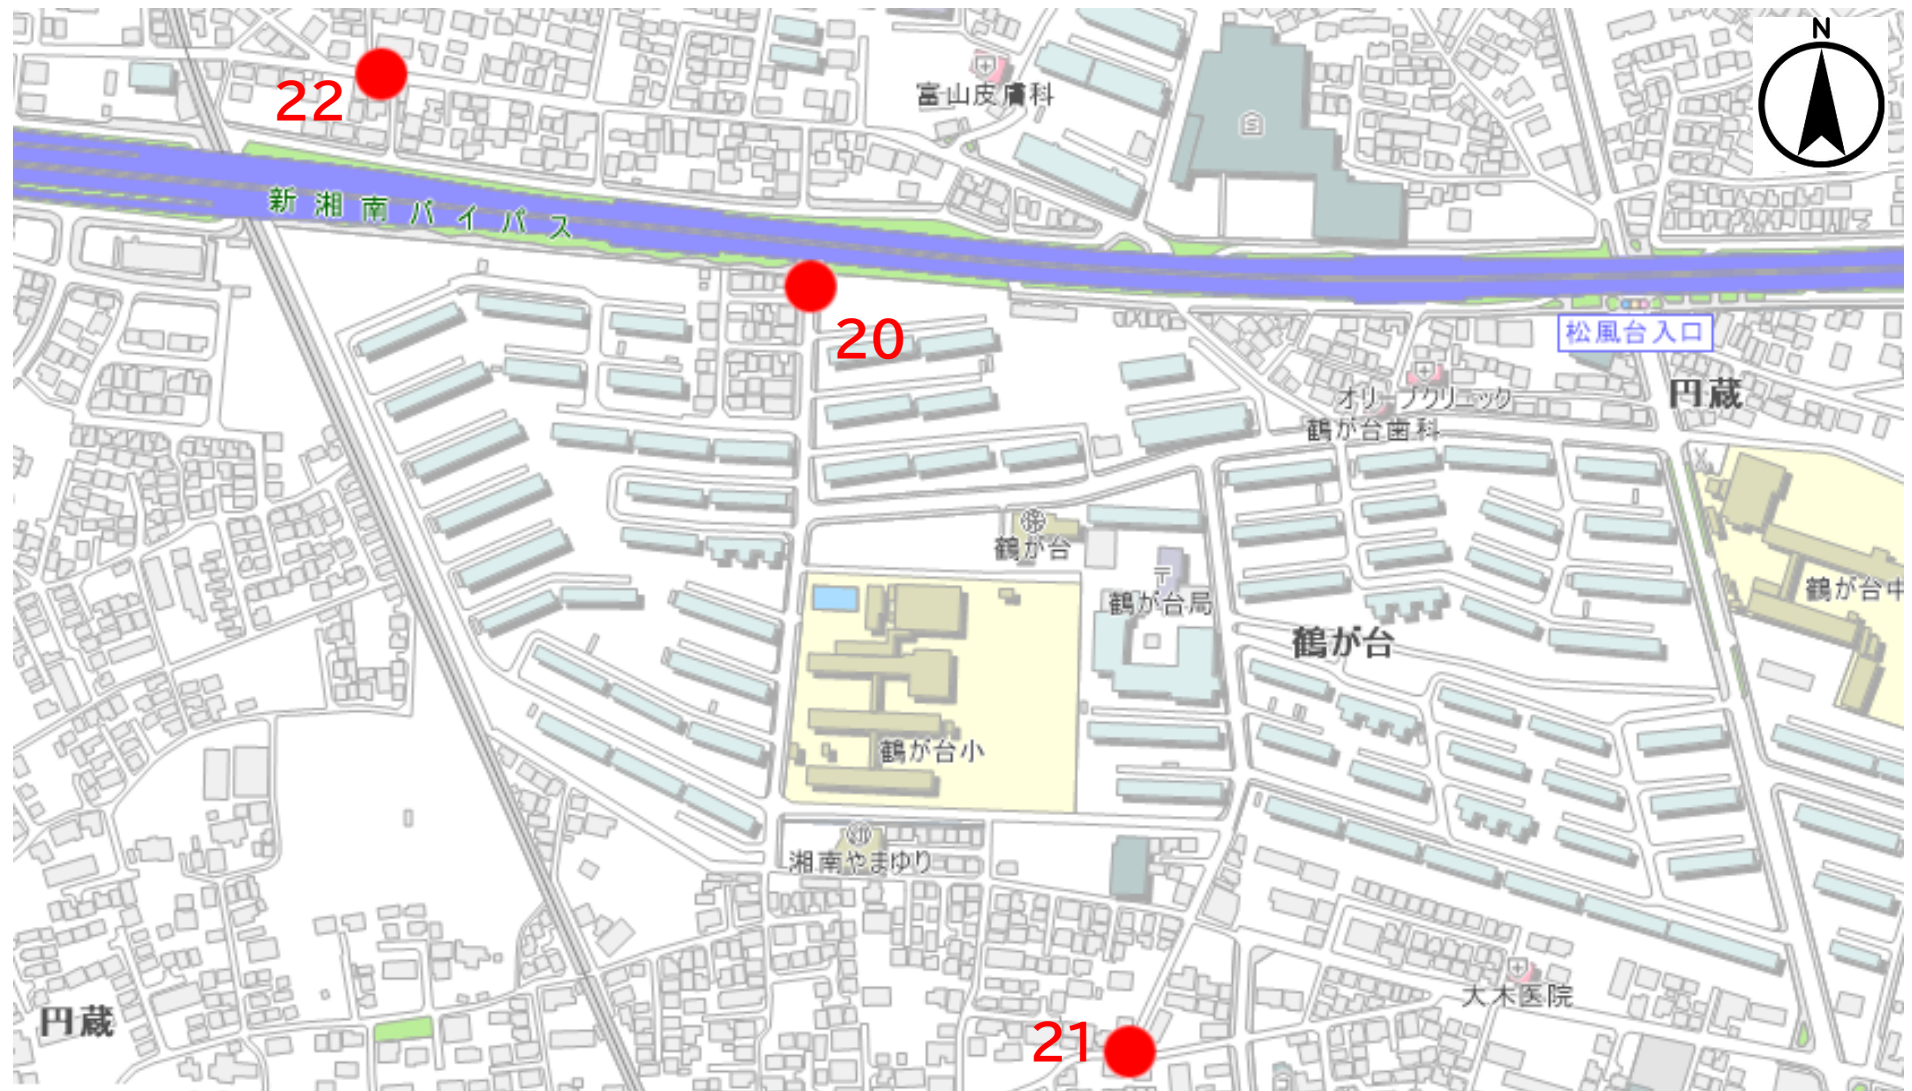 N
22
富山皮膚科
新湘南バイパス
20
松風台入口
円蔵
オリーブクリニック
鶴が台歯科
鶴が台
鶴が台局
鶴が台中
鶴が台
鶴が台小
湘南やまゆり
大木医院
円蔵
21